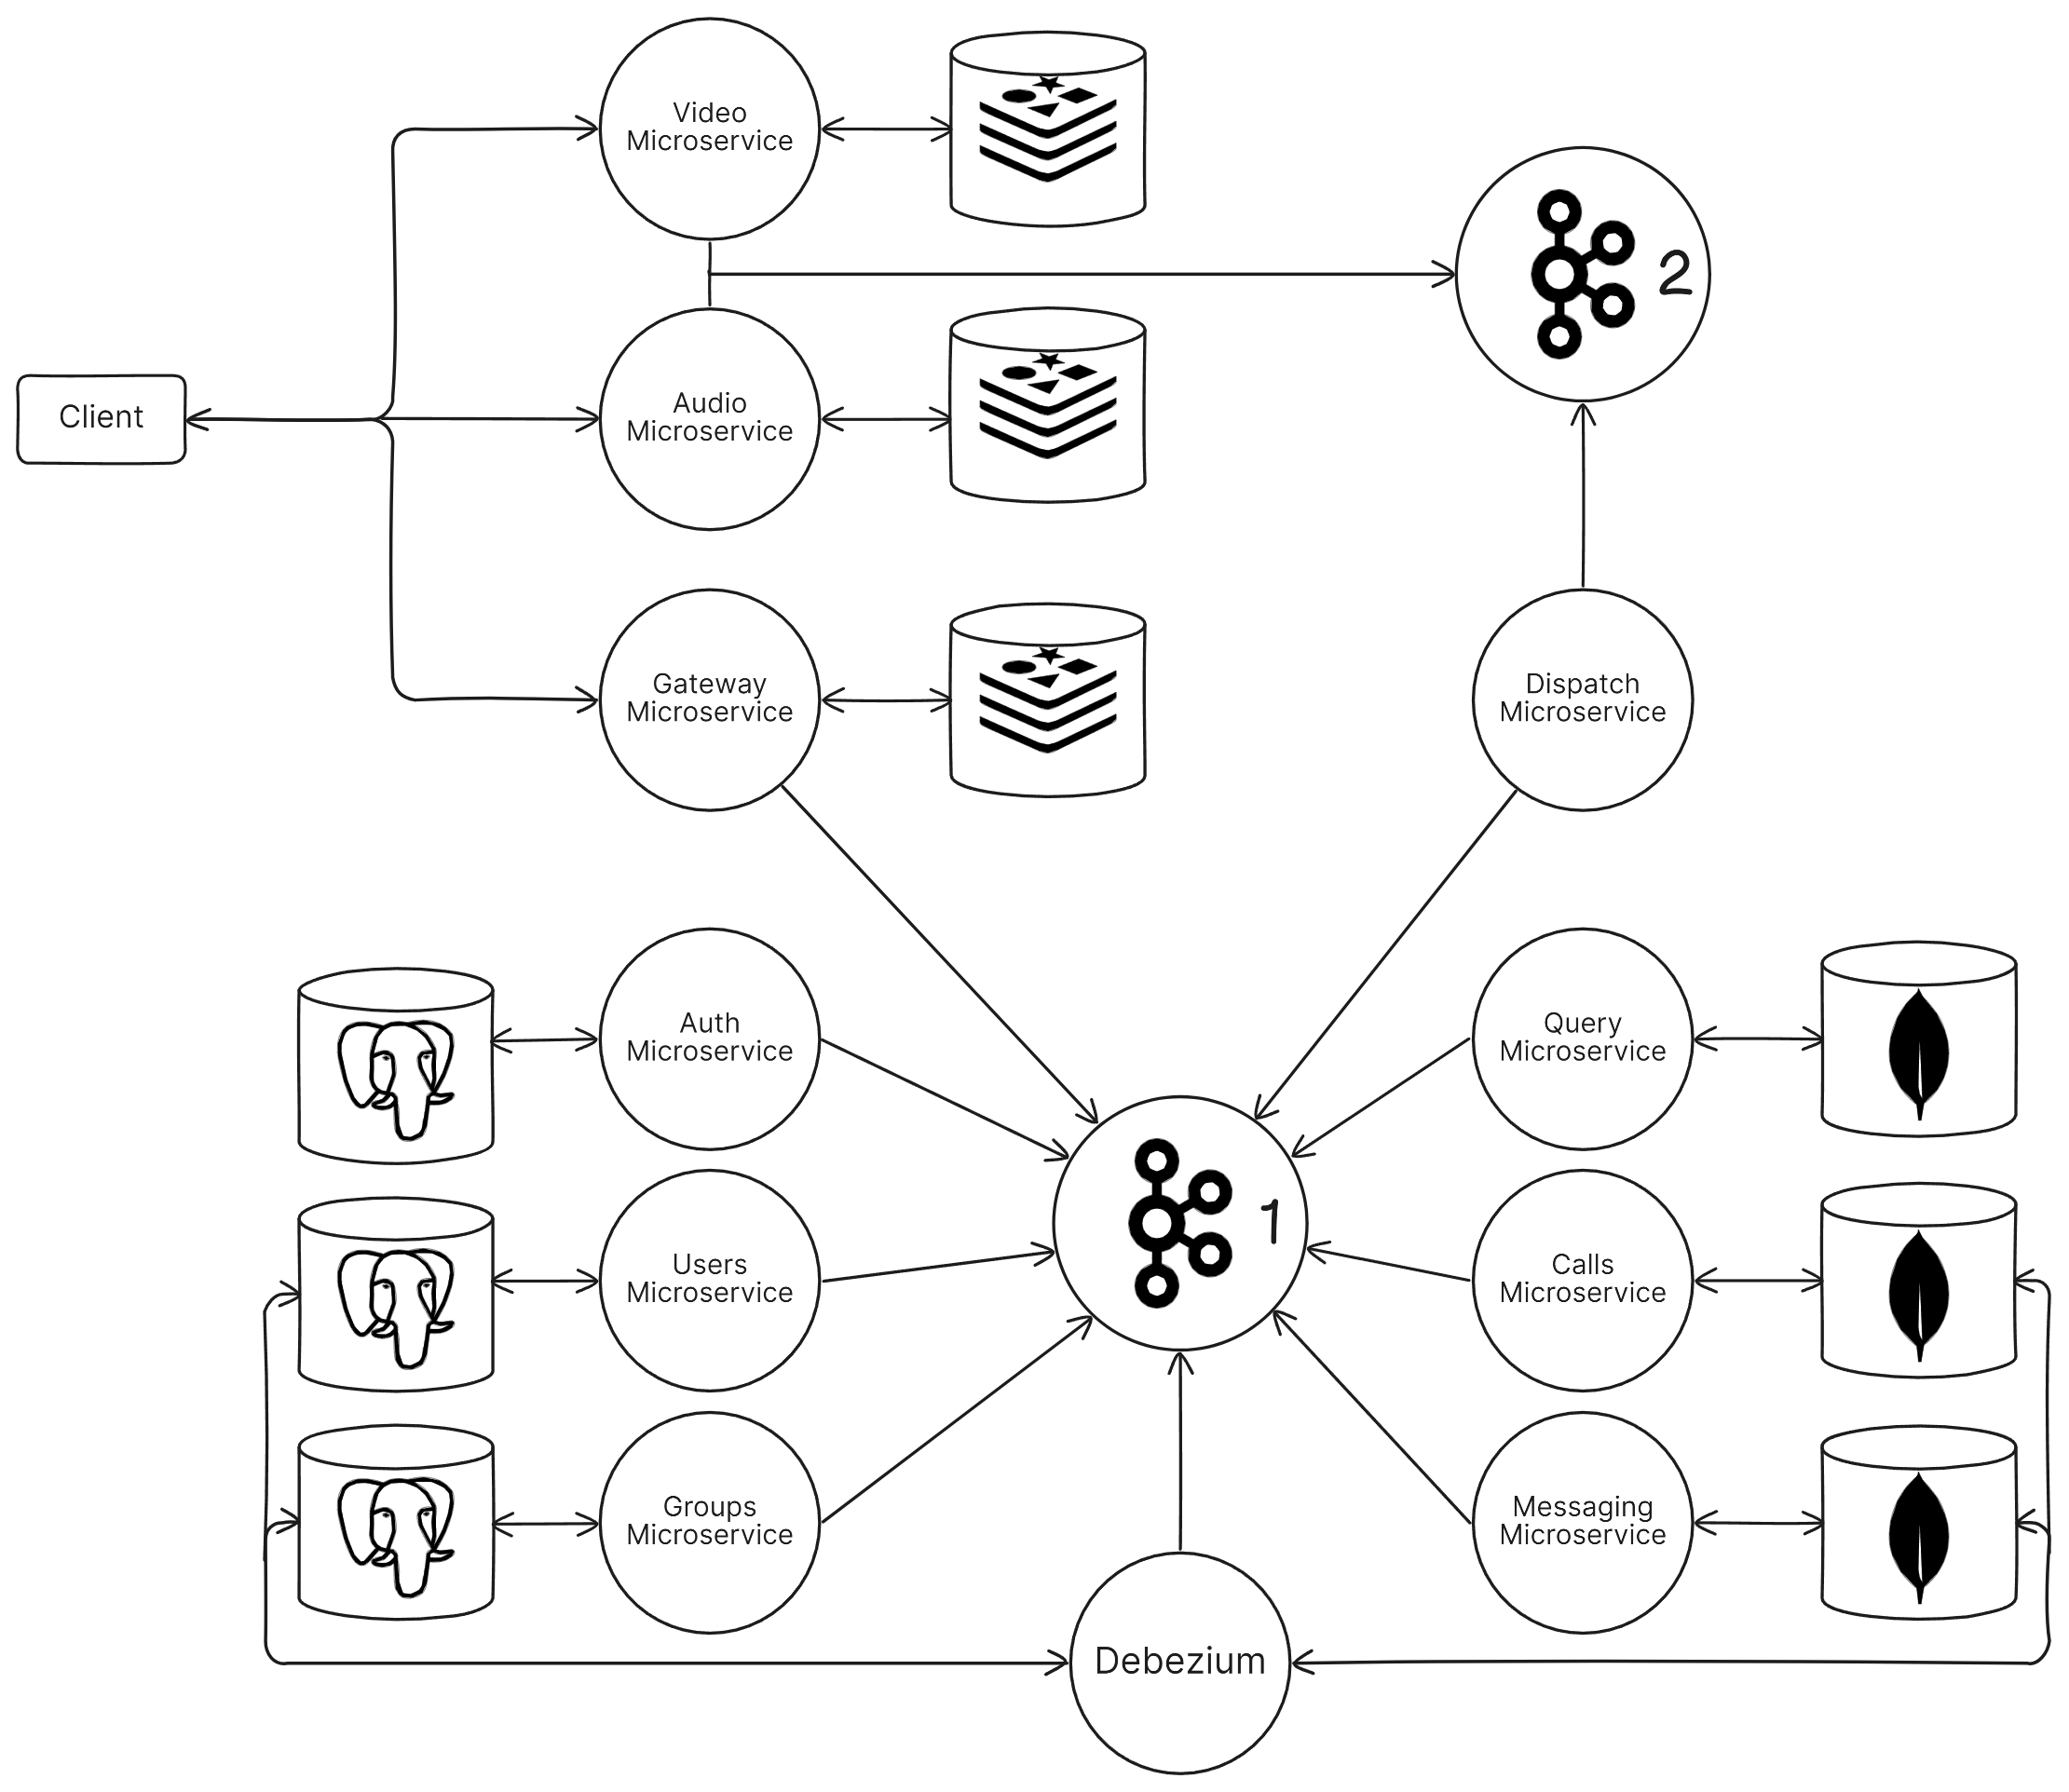 Video
Microservice
2
Audio
Microservice
Client
Gateway
Microservice
Dispatch
Microservice
Auth
Microservice
Query
Microservice
1
Users
Microservice
Calls
Microservice
Groups
Microservice
Messaging
Microservice
Debezium